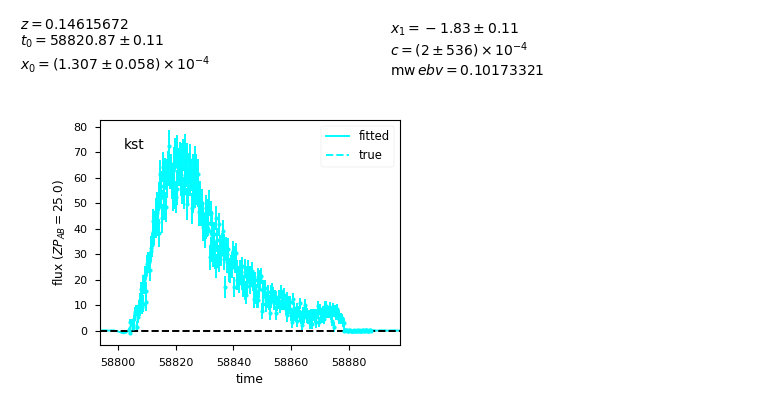 z = 0.14615672
t₀ = 58820.87 ± 0.11
x₀ = (1.307 ± 0.058) × 10⁻⁴
x₁ = −1.83 ± 0.11
c = (2 ± 536) × 10⁻⁴
mw ebv = 0.10173321
kst
fitted
true
flux (ZP_AB = 25.0)
80
70
60
50
40
30
20
10
0
58800 58820 58840 58860 58880
time